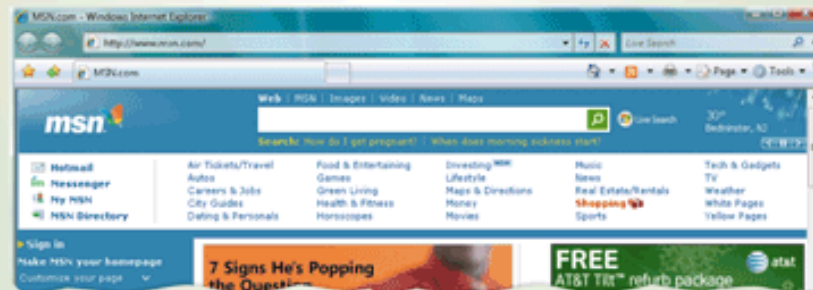 MSN.com - Windows Internet Explorer
http://www.msn.com/
Live Search
MSN.com
Page
Tools
Web | MSN | Images | Video | News | Maps
msn
Live Search
30°
Bedminster, NJ
Search: How do I get pregnant? | When does morning sickness start?
Hotmail
Messenger
My MSN
MSN Directory
Air Tickets/Travel
Autos
Careers & Jobs
City Guides
Dating & Personals
Food & Entertaining
Games
Green Living
Health & Fitness
Horoscopes
Investing NEW
Lifestyle
Maps & Directions
Money
Movies
Music
News
Real Estate/Rentals
Shopping
Sports
Tech & Gadgets
TV
Weather
White Pages
Yellow Pages
Sign in
Make MSN your homepage
Customize your page
7 Signs He's Popping
the Question
FREE
AT&T Tilt™ refurb package
at&t